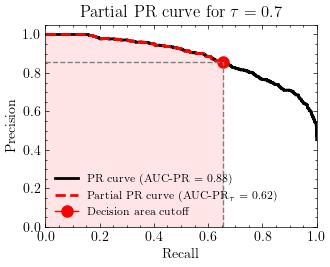 Partial PR curve for τ = 0.7
Precision
1.0
0.8
0.6
0.4
0.2
0.0
PR curve (AUC-PR = 0.88)
Partial PR curve (AUC-PRτ = 0.62)
Decision area cutoff
0.0 0.2 0.4 0.6 0.8 1.0
Recall